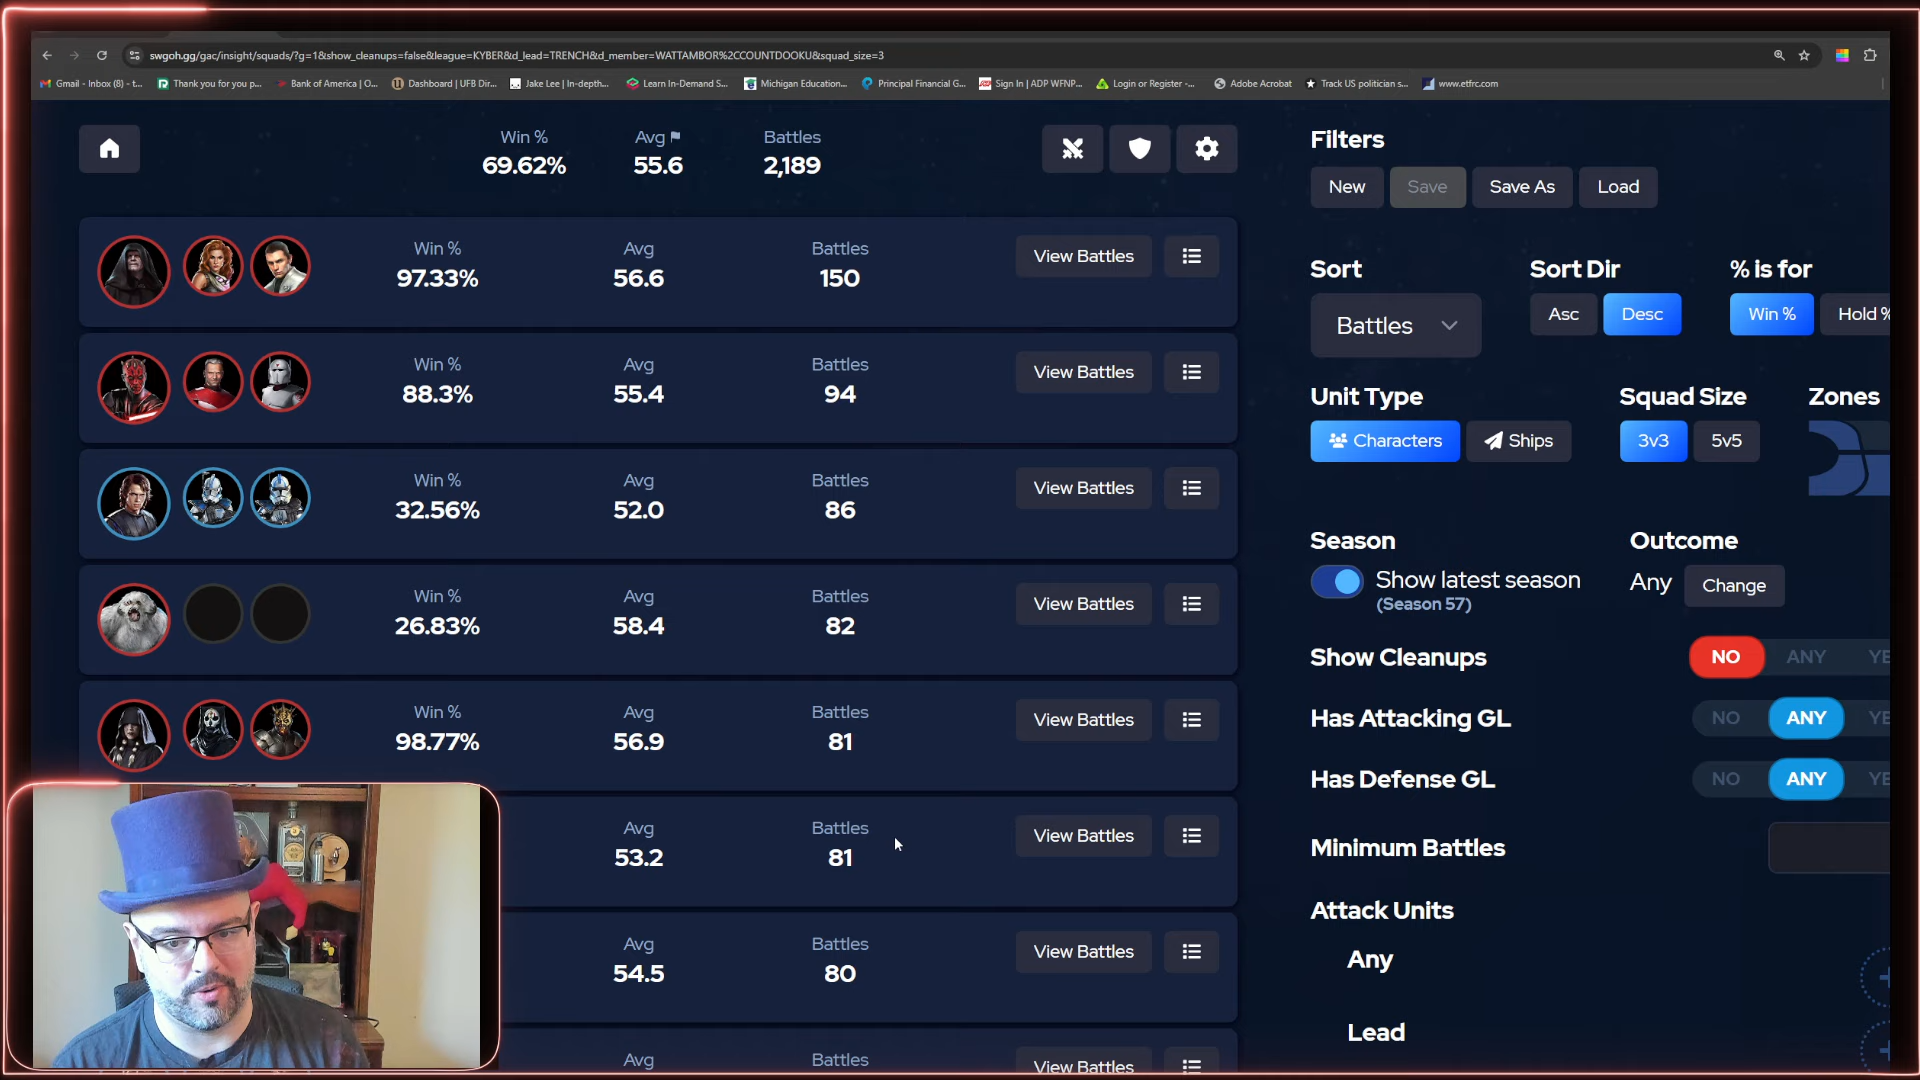 swgoh.gg/gac/insight/squads/?g=1&show_cleanups=false&league=KYBER&d_lead=TRENCH&d_member=WATTAMBOR%2CCOUNTDOOKU&squad_size=3
Gmail - Inbox (8) - t...
Thank you for you p...
Bank of America | O...
Dashboard | UFB Dir...
Jake Lee | In-depth...
Learn In-Demand S...
Michigan Education...
Principal Financial G...
Sign In | ADP WFNP...
Login or Register -...
Adobe Acrobat
Track US politician s...
www.etfrc.com
Win % Avg Battles
69.62% 55.6 2,189
Win % Avg Battles View Battles
97.33% 56.6 150
Win % Avg Battles View Battles
88.3% 55.4 94
Win % Avg Battles View Battles
32.56% 52.0 86
Win % Avg Battles View Battles
26.83% 58.4 82
Win % Avg Battles View Battles
98.77% 56.9 81
Avg Battles View Battles
53.2 81
Avg Battles View Battles
54.5 80
Avg Battles View Battles
Filters
New Save Save As Load
Sort Sort Dir % is for
Battles Asc Desc Win % Hold %
Unit Type Squad Size Zones
Characters Ships 3v3 5v5
Season Outcome
Show latest season Any Change
(Season 57)
Show Cleanups NO ANY YE
Has Attacking GL NO ANY YE
Has Defense GL NO ANY YE
Minimum Battles
Attack Units
Any
Lead